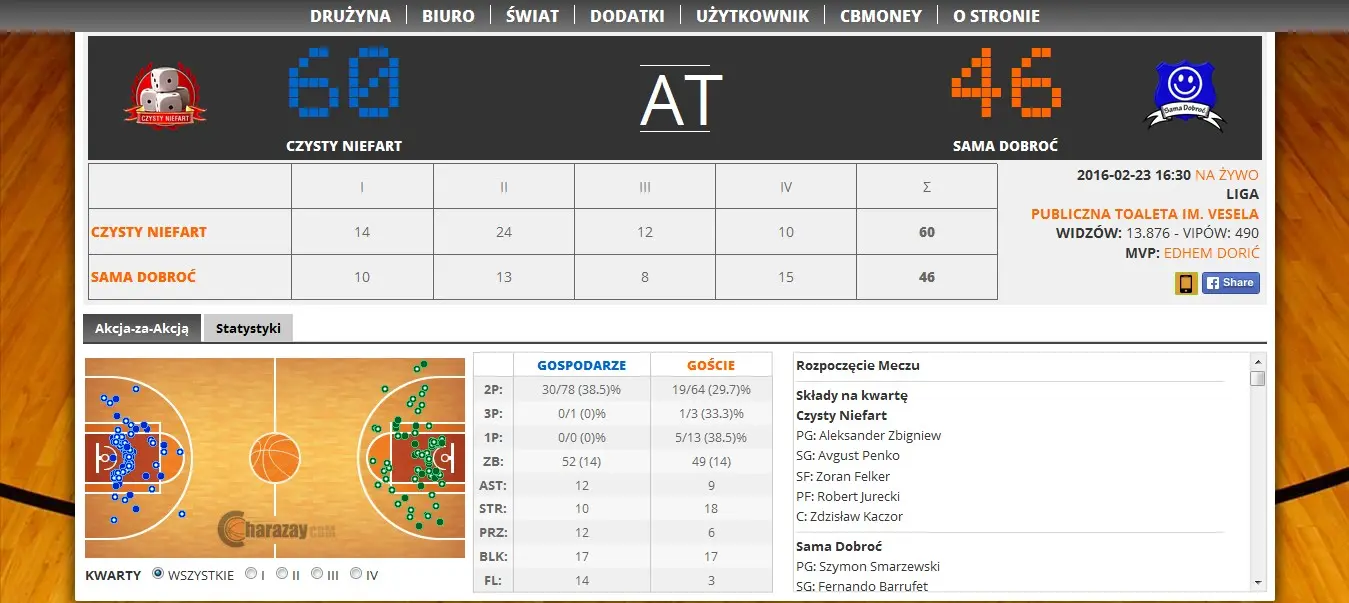 DRUŻYNA BIURO ŚWIAT DODATKI UŻYTKOWNIK CBMONEY O STRONIE
60 AT 46
CZYSTY NIEFART
Sama Dobroć
CZYSTY NIEFART SAMA DOBROĆ
I II III IV Σ
CZYSTY NIEFART 14 24 12 10 60
SAMA DOBROĆ 10 13 8 15 46
2016-02-23 16:30 NA ŻYWO
LIGA
PUBLICZNA TOALETA IM. VESELA
WIDZÓW: 13.876 - VIPÓW: 490
MVP: EDHEM DORIĆ
Share
Akcja-za-Akcją Statystyki
Charazay.com
KWARTY WSZYSTKIE I II III IV
GOSPODARZE GOŚCIE
2P: 30/78 (38.5)% 19/64 (29.7)%
3P: 0/1 (0)% 1/3 (33.3)%
1P: 0/0 (0)% 5/13 (38.5)%
ZB: 52 (14) 49 (14)
AST: 12 9
STR: 10 18
PRZ: 12 6
BLK: 17 17
FL: 14 3
Rozpoczęcie Meczu
Składy na kwartę
Czysty Niefart
PG: Aleksander Zbigniew
SG: Avgust Penko
SF: Zoran Felker
PF: Robert Jurecki
C: Zdzisław Kaczor
Sama Dobroć
PG: Szymon Smarzewski
SG: Fernando Barrufet